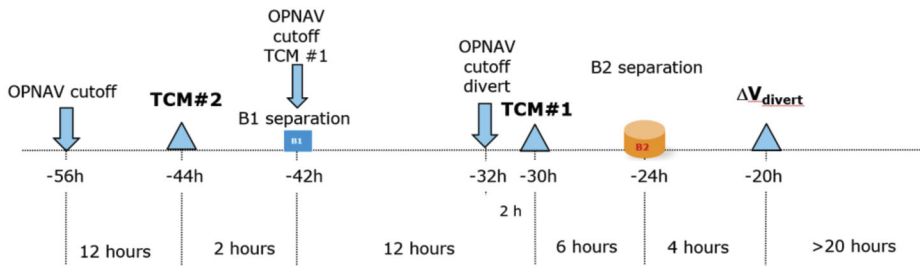 OPNAV
cutoff
TCM #1
OPNAV
cutoff
divert
B2 separation
OPNAV cutoff
TCM#2
B1 separation
TCM#1
ΔVdivert
B1
B2
-56h
-44h
-42h
-32h
-30h
-24h
-20h
2 h
12 hours
2 hours
12 hours
6 hours
4 hours
>20 hours